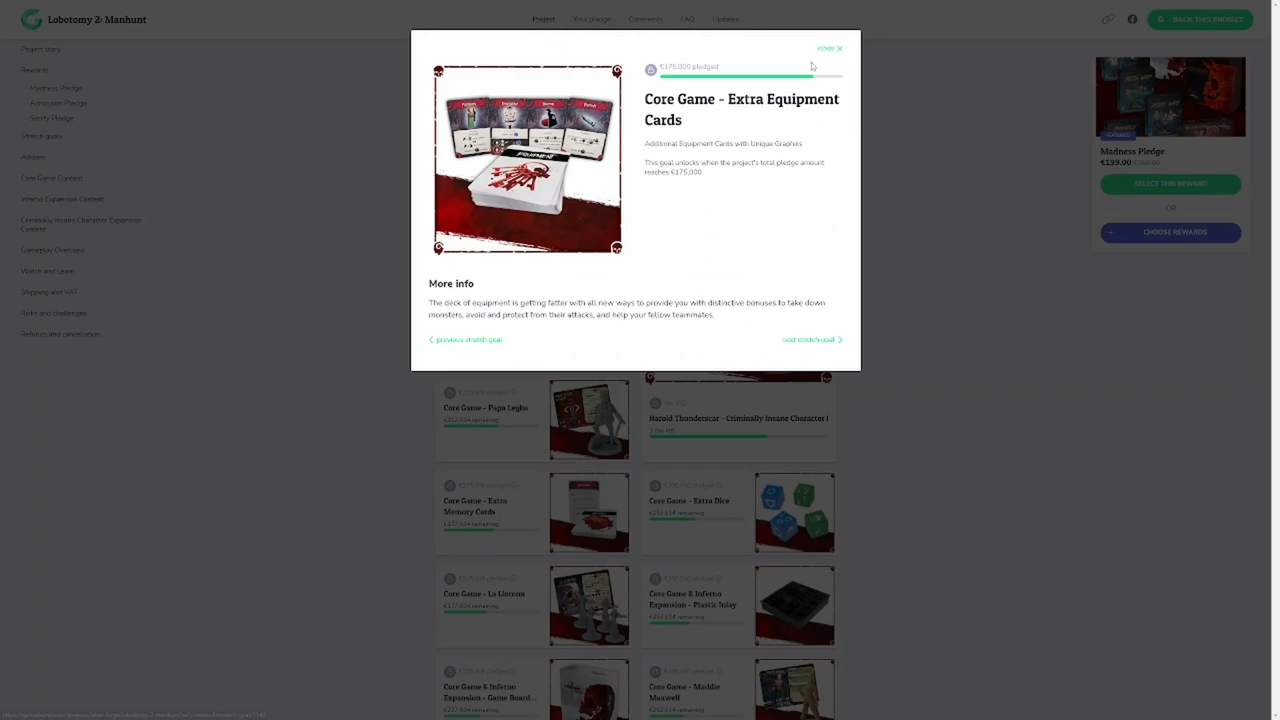 Lobotomy 2: Manhunt
Project
Your pledge
Comments
FAQ
Updates
BACK THIS PROJECT
Project story
Rewards
Madness Pledge
Admission Pledge
Sanity Pledge
Stretch goals
Addons
Core Game Content
Inferno Expansion Content
Criminally Insane Character Expansion
Content
Gameplay Overview
Watch and Learn
Shipping and VAT
Risks and challenges
Refunds and cancellation
close
€175,000 pledged
Core Game - Extra Equipment
Cards
Additional Equipment Cards with Unique Graphics
This goal unlocks when the project's total pledge amount
reaches €175,000.
More info
The deck of equipment is getting fatter with all new ways to provide you with distinctive bonuses to take down
monsters, avoid and protect from their attacks, and help your fellow teammates.
previous stretch goal
next stretch goal
Madness Pledge
€199.00
SELECT THIS REWARD
OR
CHOOSE REWARDS
Core Game - Papa Legba
Harold Thunderscar - Criminally Insane Character
1 day left
Core Game - Extra
Memory Cards
Core Game - Extra Dice
Core Game - La Llorona
Core Game & Inferno
Expansion - Plastic Inlay
Core Game & Inferno
Expansion - Game Board...
Core Game - Maddie
Maxwell